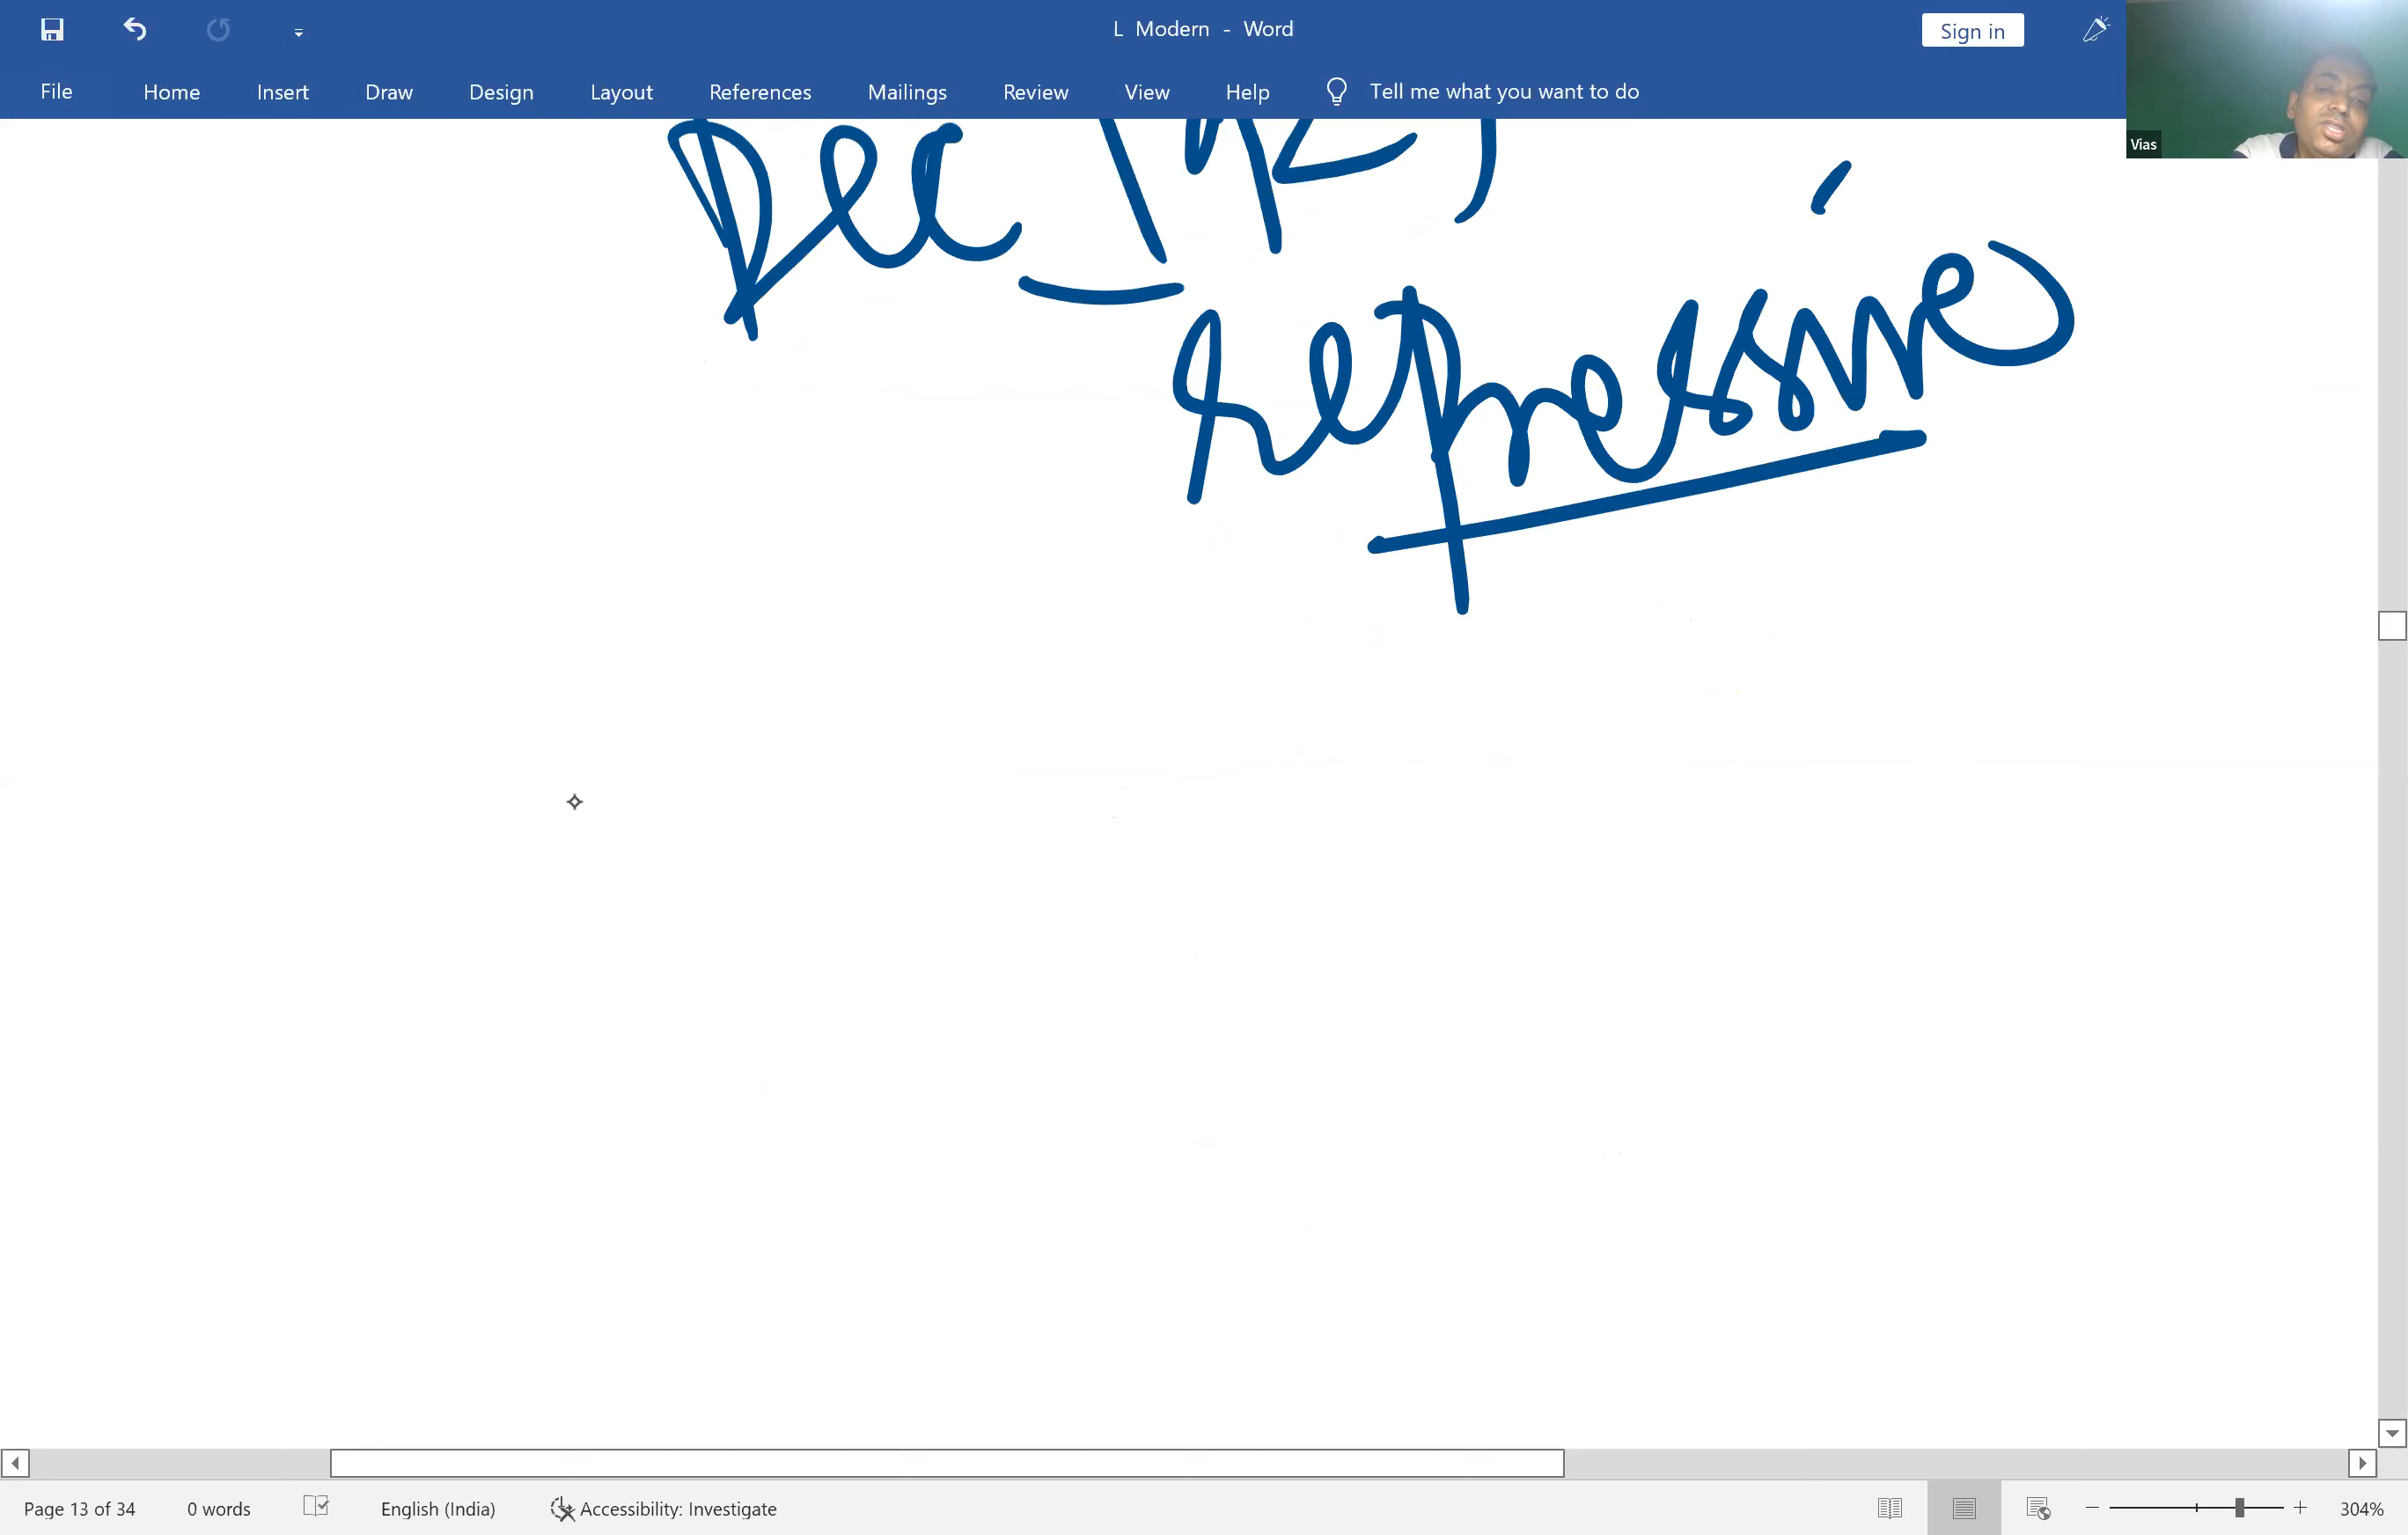 L Modern - Word
Sign in
File Home Insert Draw Design Layout References Mailings Review View Help Tell me what you want to do
Vias
Dec
repressive
Page 13 of 34 0 words English (India) Accessibility: Investigate 304%